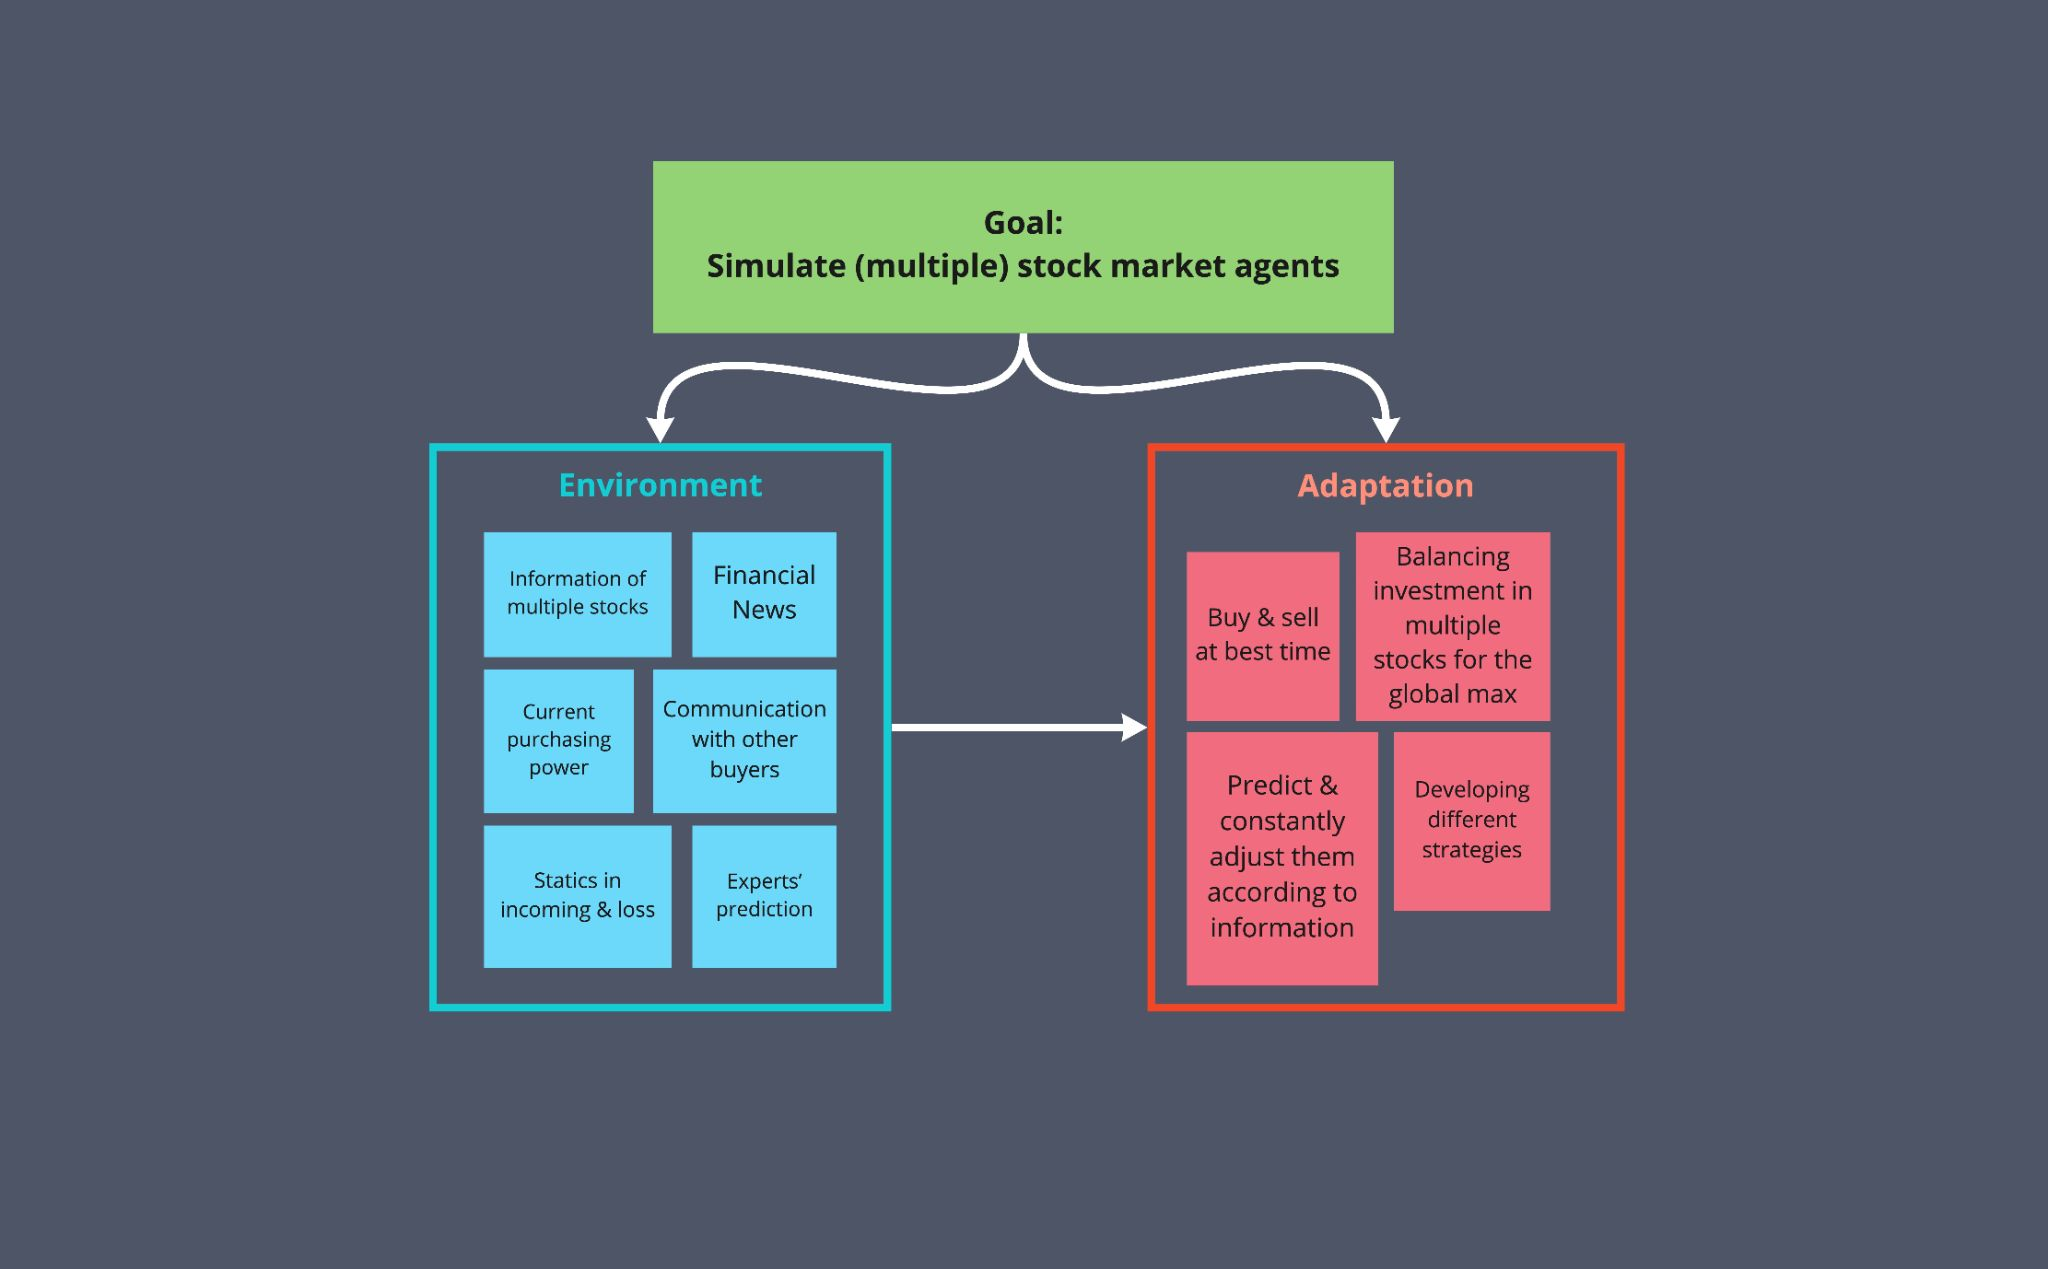 Goal:
Simulate (multiple) stock market agents
Environment
Information of
multiple stocks
Financial
News
Current
purchasing
power
Communication
with other
buyers
Statics in
incoming & loss
Experts’
prediction
Adaptation
Buy & sell
at best time
Balancing
investment in
multiple
stocks for the
global max
Predict &
constantly
adjust them
according to
information
Developing
different
strategies